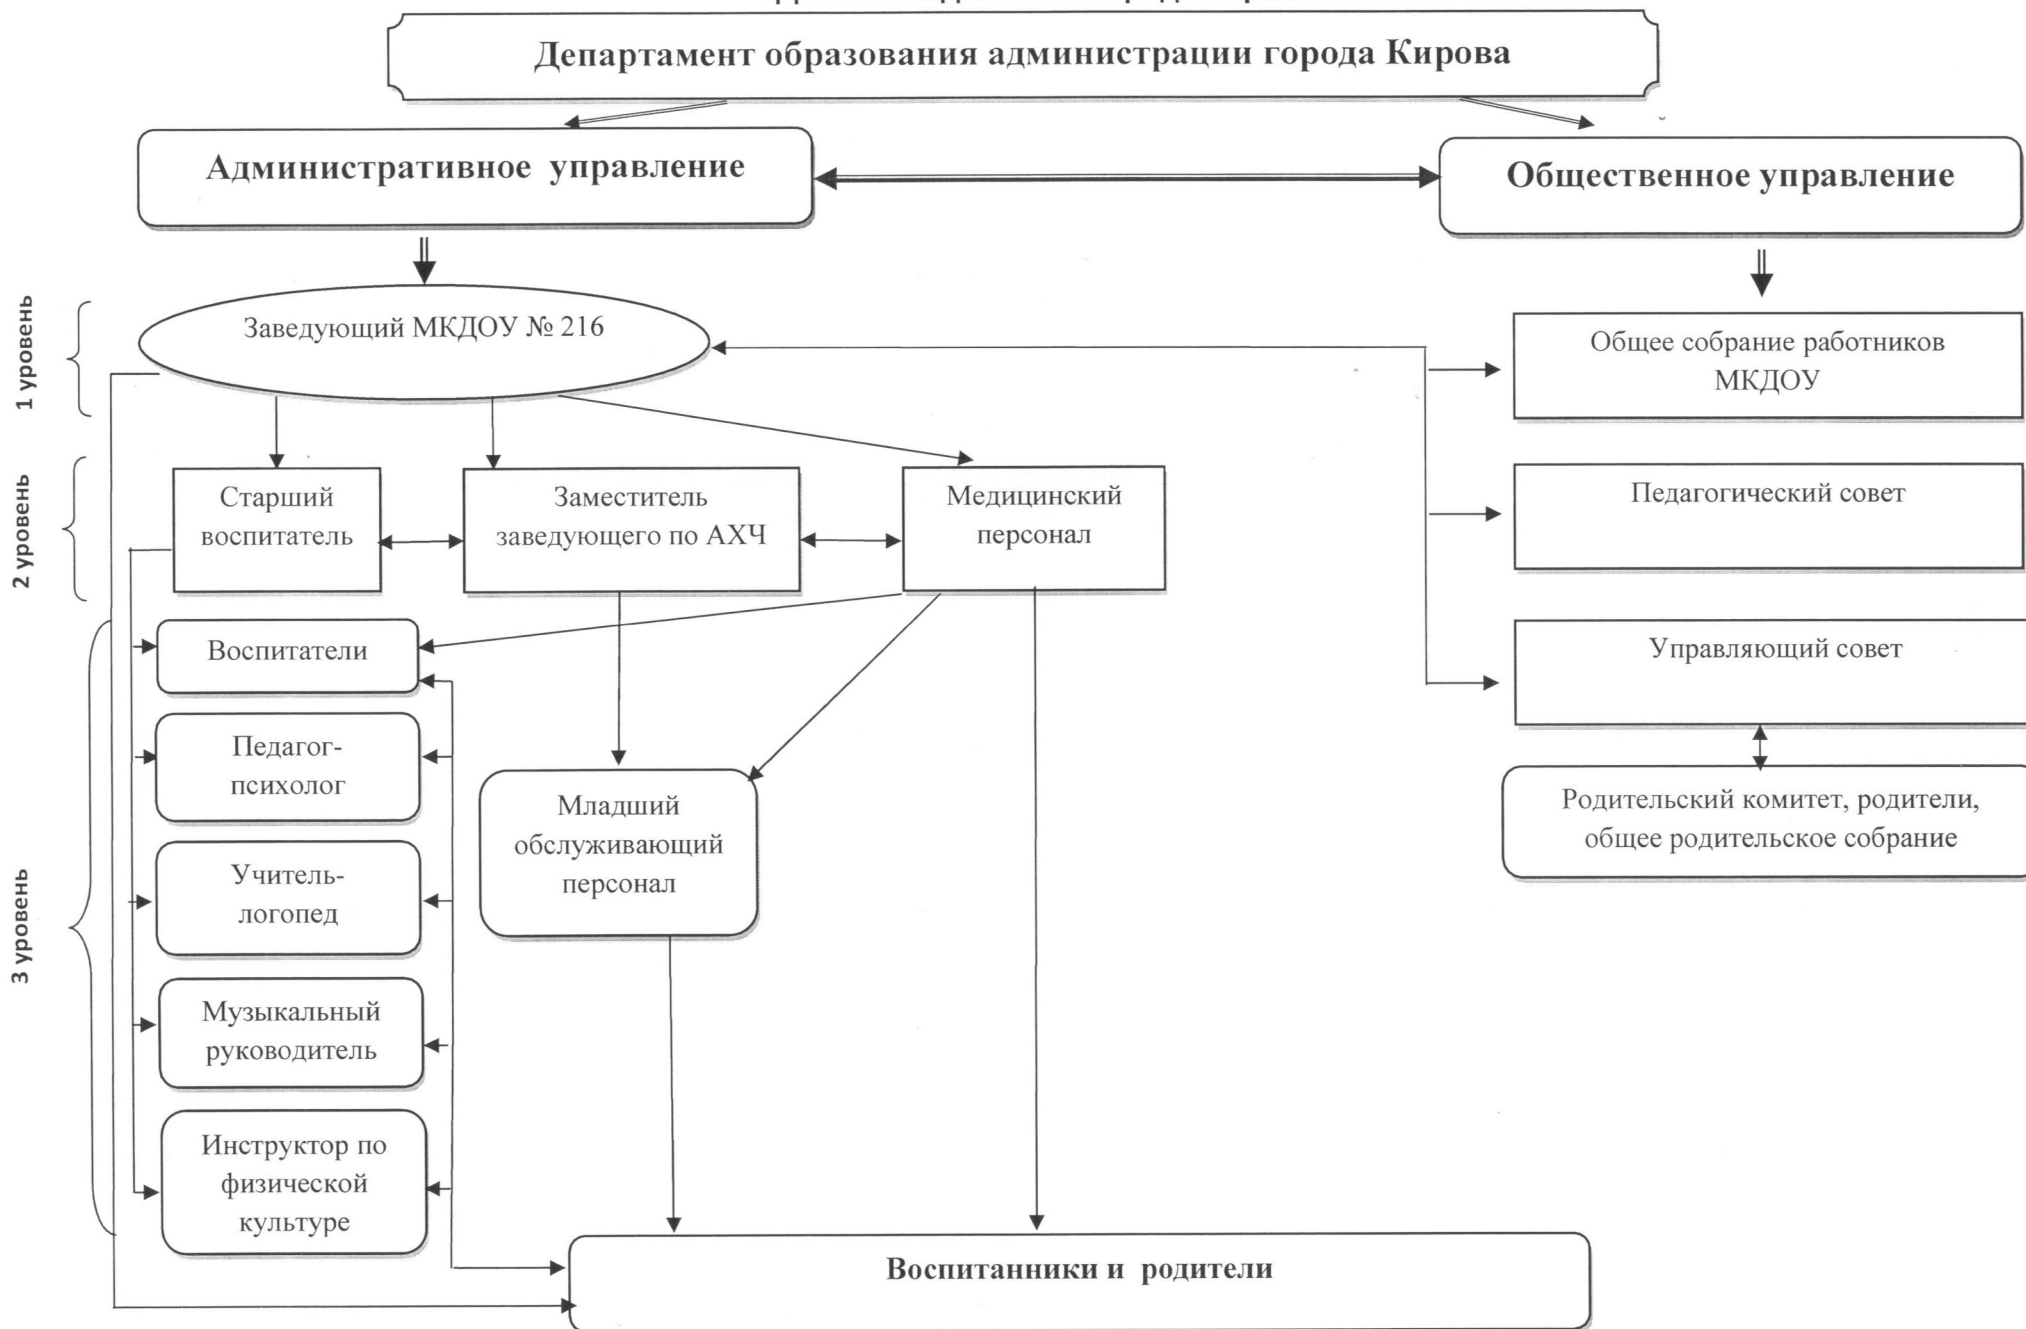 Департамент образования администрации города Кирова
Административное управление
Общественное управление
1 уровень
Заведующий МКДОУ № 216
Общее собрание работников
МКДОУ
2 уровень
Старший
воспитатель
Заместитель
заведующего по АХЧ
Медицинский
персонал
Педагогический совет
3 уровень
Воспитатели
Управляющий совет
Педагог-
психолог
Младший
обслуживающий
персонал
Родительский комитет, родители,
общее родительское собрание
Учитель-
логопед
Музыкальный
руководитель
Инструктор по
физической
культуре
Воспитанники и родители